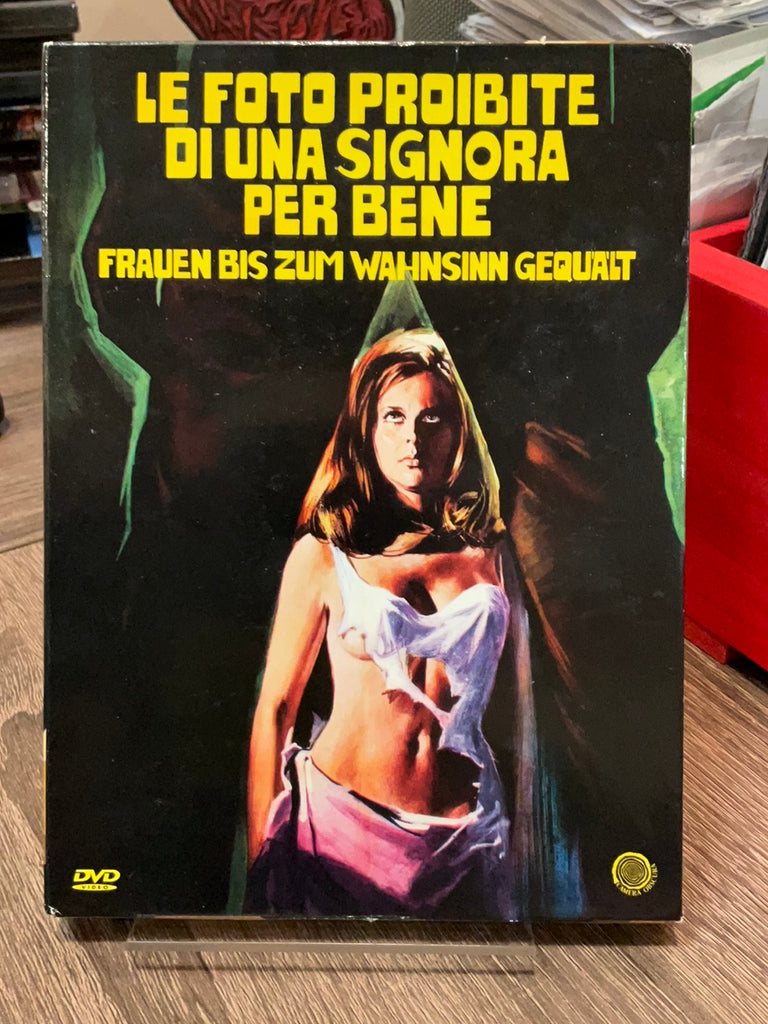 LE FOTO PROIBITE
DI UNA SIGNORA
PER BENE
FRAUEN BIS ZUM WAHNSINN GEQUÄLT
DVD
VIDEO
CAMERA OBSCURA